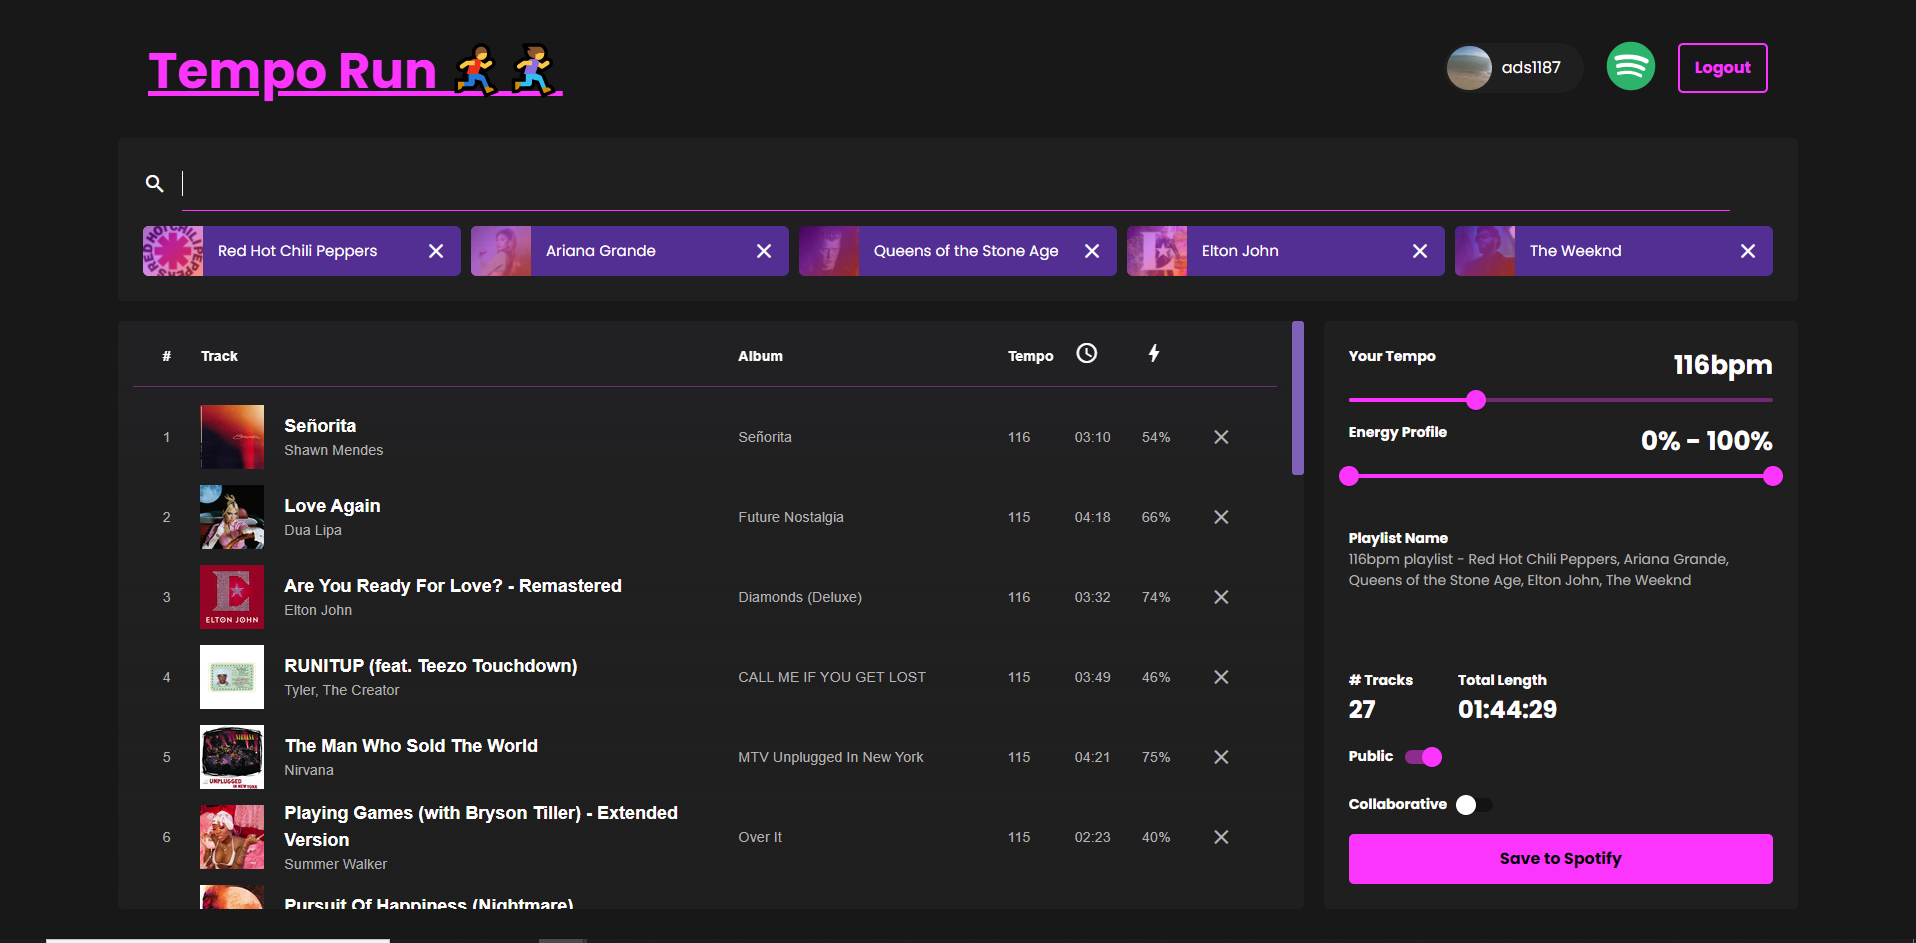 Tempo Run
ads1187
Logout
Red Hot Chili Peppers
Ariana Grande
Queens of the Stone Age
Elton John
The Weeknd
# Track Album Tempo
1 Señorita Señorita 116 03:10 54%
Shawn Mendes
2 Love Again Future Nostalgia 115 04:18 66%
Dua Lipa
3 Are You Ready For Love? - Remastered Diamonds (Deluxe) 116 03:32 74%
Elton John
ELTON JOHN
4 RUNITUP (feat. Teezo Touchdown) CALL ME IF YOU GET LOST 115 03:49 46%
Tyler, The Creator
5 The Man Who Sold The World MTV Unplugged In New York 115 04:21 75%
Nirvana
6 Playing Games (with Bryson Tiller) - Extended Version Over It 115 02:23 40%
Summer Walker
Pursuit Of Happiness (Nightmare)
Your Tempo
116bpm
Energy Profile
0% - 100%
Playlist Name
116bpm playlist - Red Hot Chili Peppers, Ariana Grande,
Queens of the Stone Age, Elton John, The Weeknd
# Tracks Total Length
27 01:44:29
Public
Collaborative
Save to Spotify